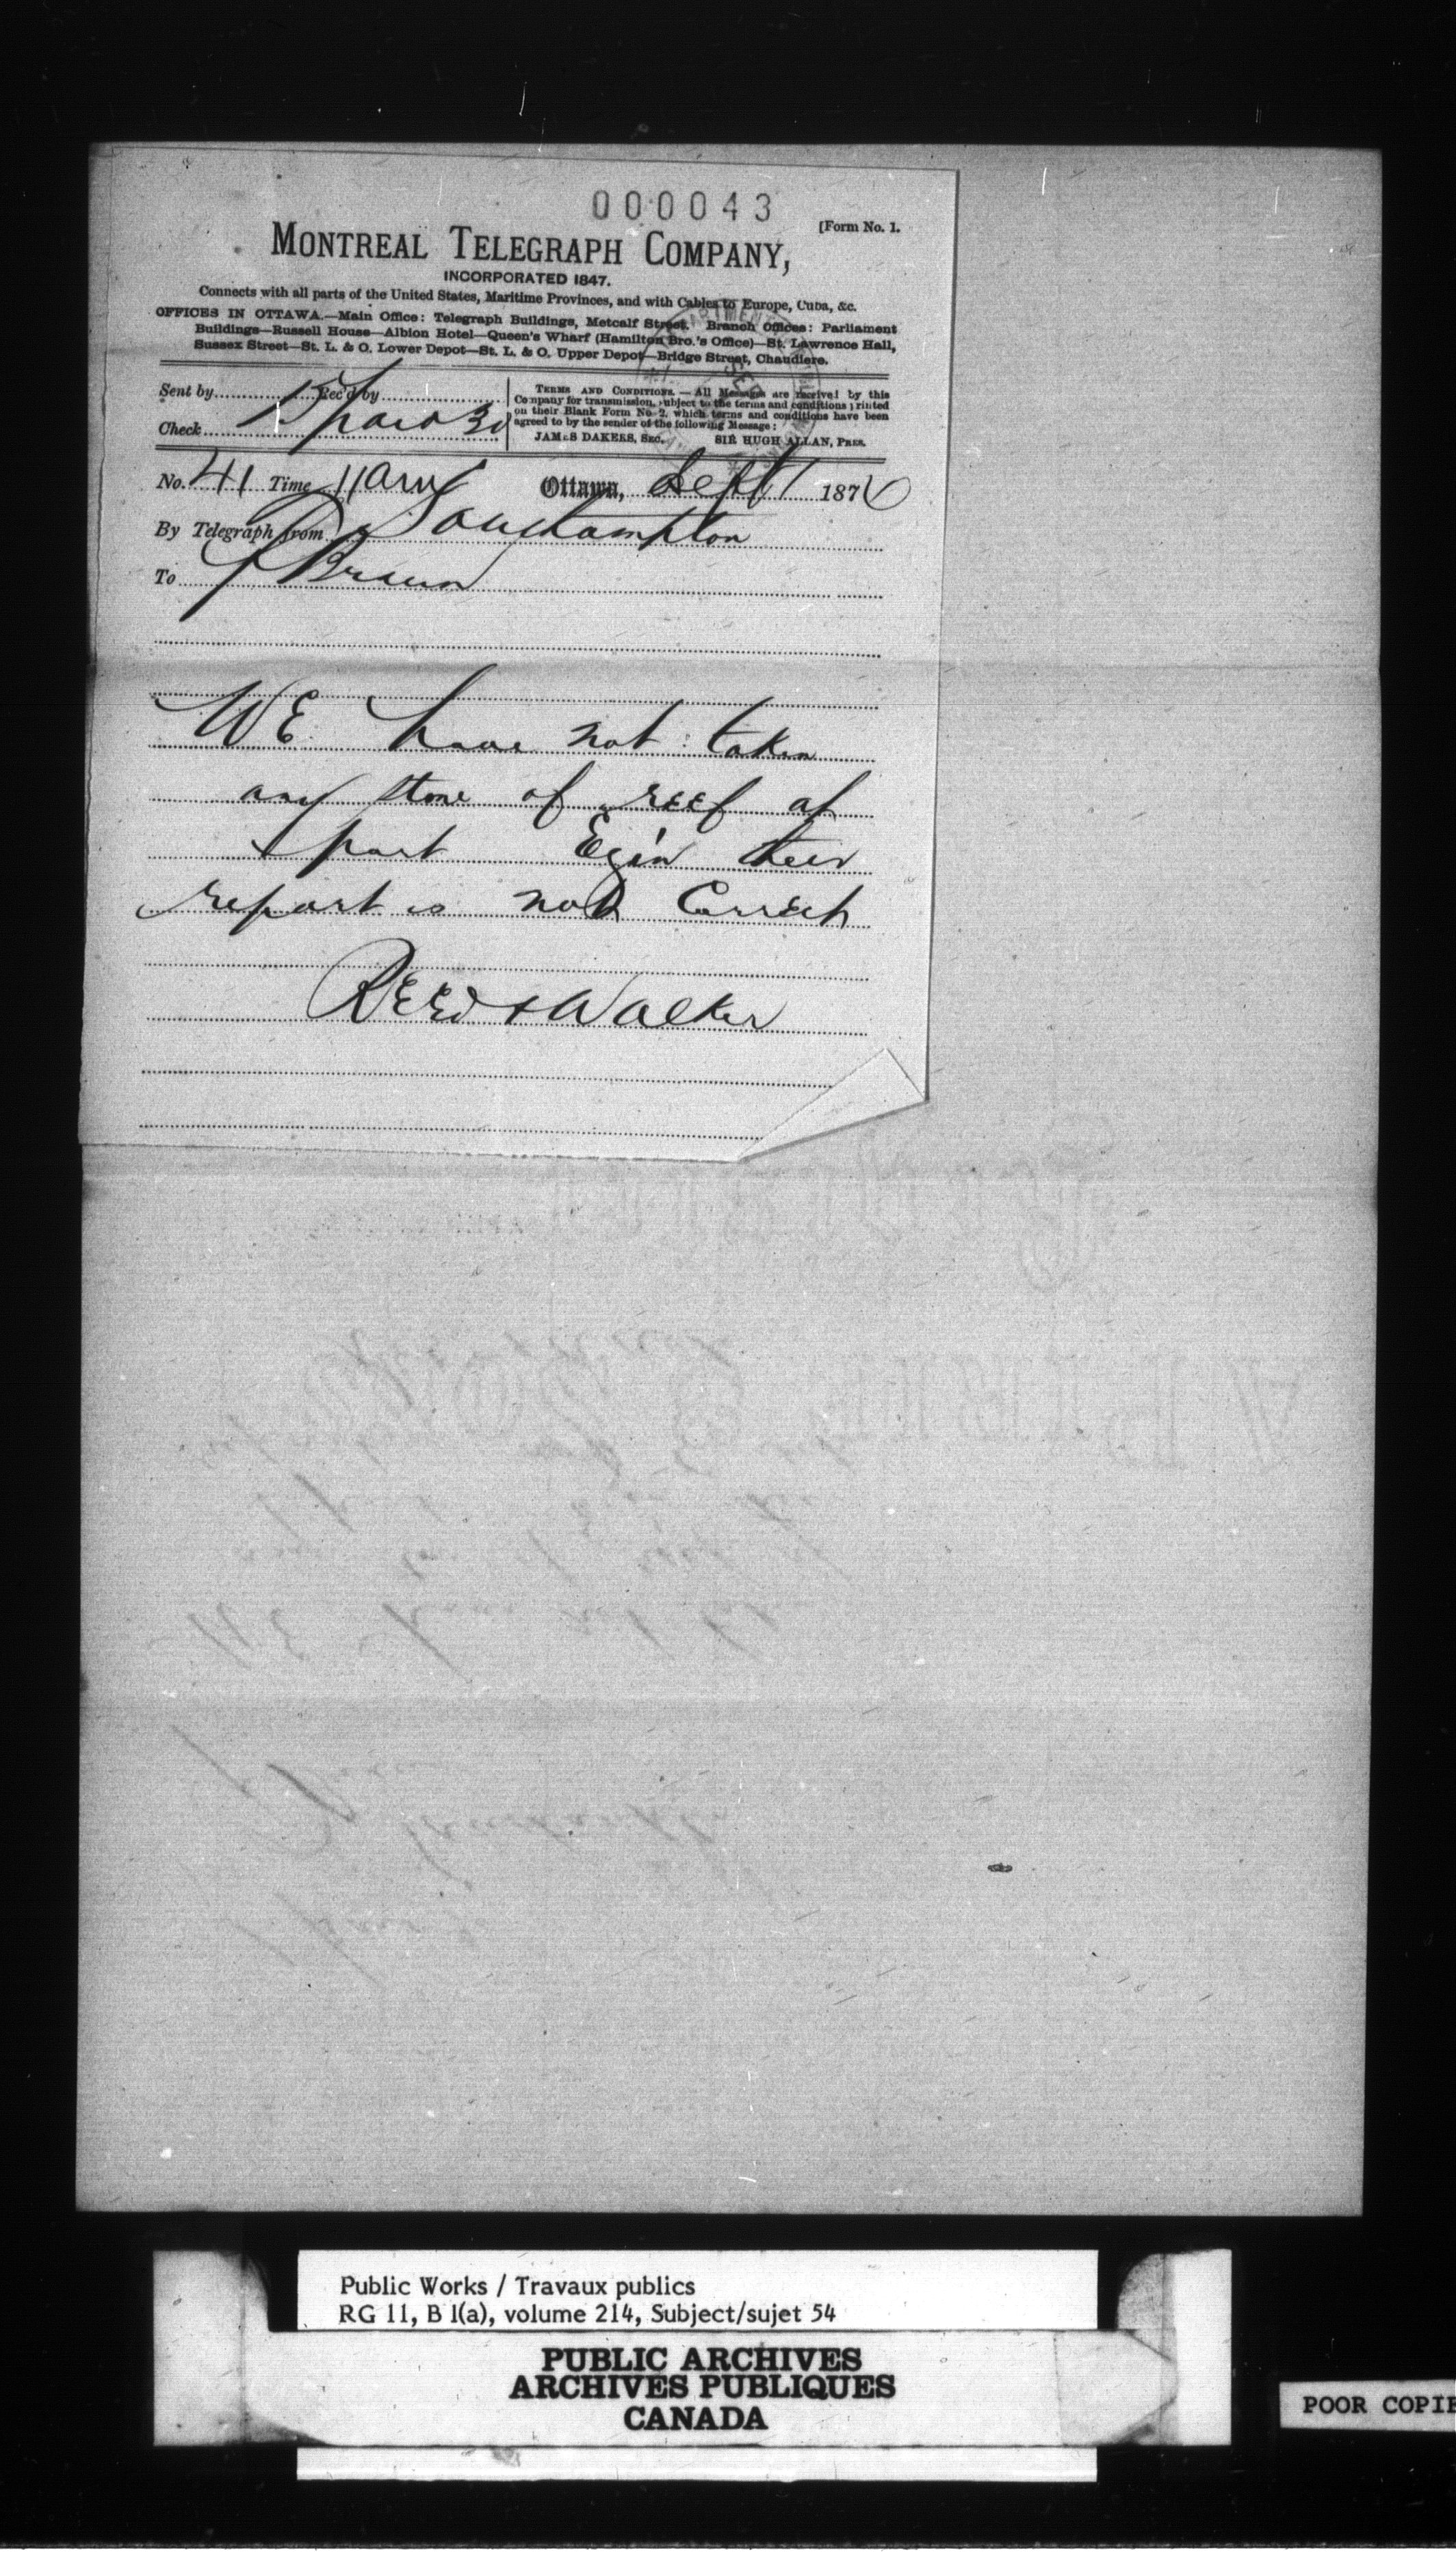 000043
[Form No. 1.
MONTREAL TELEGRAPH COMPANY,
INCORPORATED 1847.
Connects with all parts of the United States, Maritime Provinces, and with Cables to Europe, Cuba, &c.
OFFICES IN OTTAWA.—Main Office: Telegraph Buildings, Metcalf Street. Branch Offices: Parliament
Buildings—Russell House—Albion Hotel—Queen's Wharf (Hamilton Bro.'s Office)—St. Lawrence Hall,
Sussex Street—St. L. & O. Lower Depot—St. L. & O. Upper Depot—Bridge Street, Chaudiere.
Sent by Rec'd by
Check
TERMS AND CONDITIONS.—All Messages are received by this
Company for transmission, subject to the terms and conditions printed
on their Blank Form No. 2, which terms and conditions have been
agreed to by the sender of the following Message:
JAMES DAKERS, SEC. SIR HUGH ALLAN, PRES.
No. 41 Time 11am Ottawa, Sept 1 187
By Telegraph from Southampton
To F Braun
WE have not taken
any stone of reef at
port Elgin their
report is not Correct
REEd & Walker
Public Works / Travaux publics
RG 11, B 1(a), volume 214, Subject/sujet 54
PUBLIC ARCHIVES
ARCHIVES PUBLIQUES
CANADA
POOR COPIE